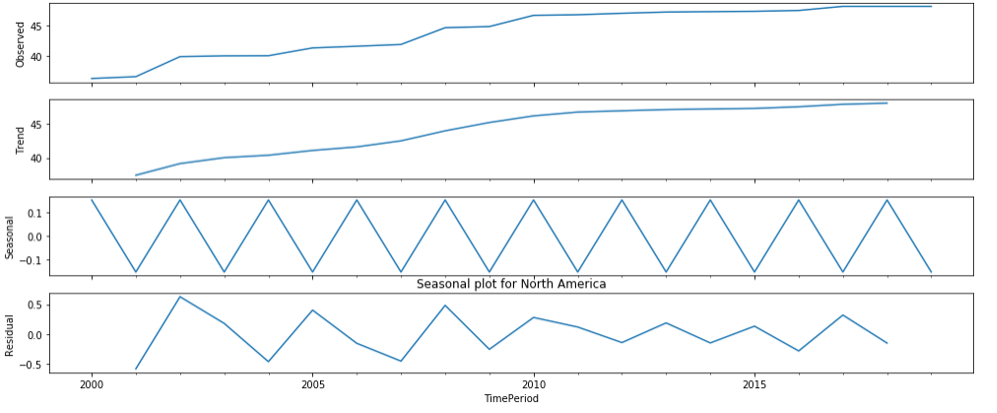 Observed
45
40
Trend
45
40
Seasonal
0.1
0.0
−0.1
Seasonal plot for North America
Residual
0.5
0.0
−0.5
2000 2005 2010 2015
TimePeriod